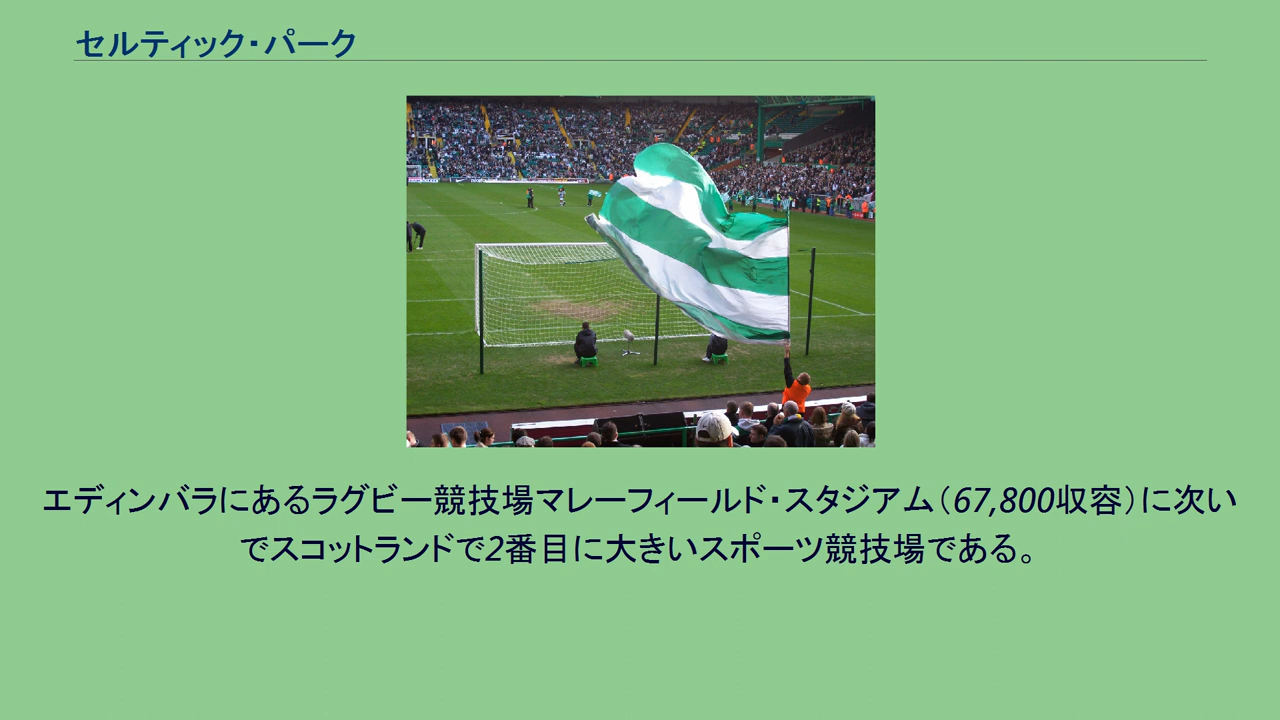 セルティック・パーク
エディンバラにあるラグビー競技場マレーフィールド・スタジアム（67,800収容）に次い
でスコットランドで2番目に大きいスポーツ競技場である。